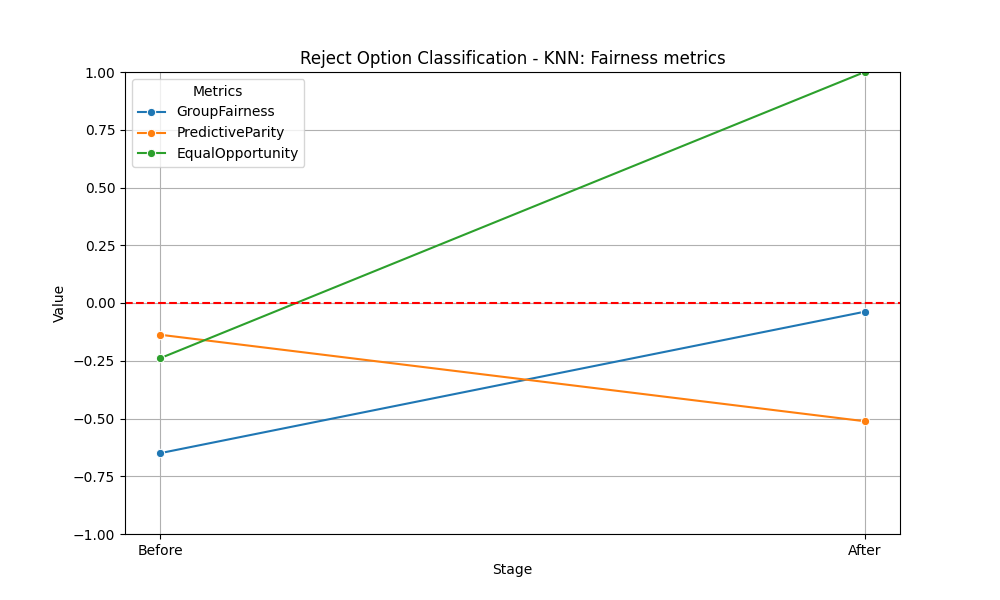 Reject Option Classification - KNN: Fairness metrics
Metrics
GroupFairness
PredictiveParity
EqualOpportunity
1.00
0.75
0.50
0.25
0.00
−0.25
−0.50
−0.75
−1.00
Value
Before
After
Stage